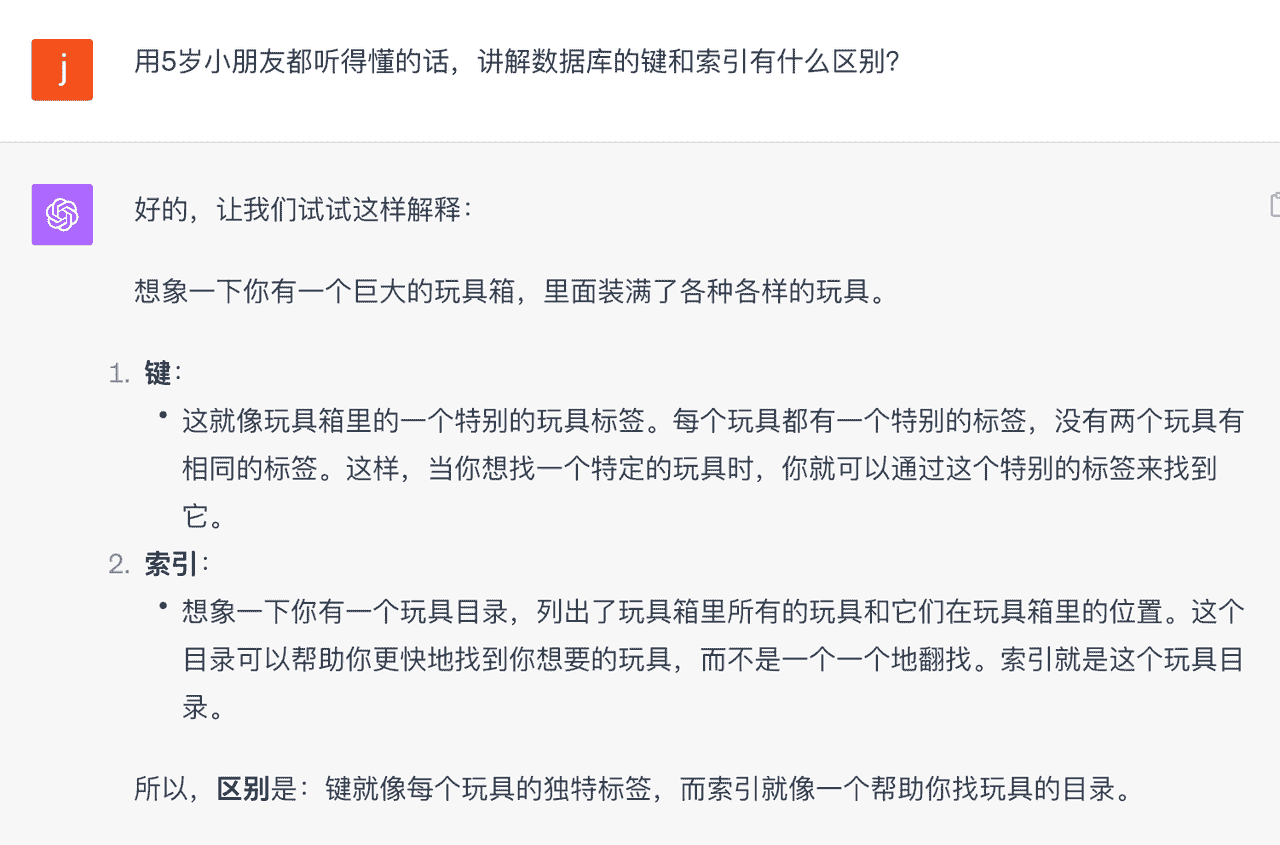 j
用5岁小朋友都听得懂的话，讲解数据库的键和索引有什么区别?
好的，让我们试试这样解释：
想象一下你有一个巨大的玩具箱，里面装满了各种各样的玩具。
1. 键：
• 这就像玩具箱里的一个特别的玩具标签。每个玩具都有一个特别的标签，没有两个玩具有
相同的标签。这样，当你想找一个特定的玩具时，你就可以通过这个特别的标签来找到
它。
2. 索引：
• 想象一下你有一个玩具目录，列出了玩具箱里所有的玩具和它们在玩具箱里的位置。这个
目录可以帮助你更快地找到你想要的玩具，而不是一个一个地翻找。索引就是这个玩具目
录。
所以，区别是：键就像每个玩具的独特标签，而索引就像一个帮助你找玩具的目录。